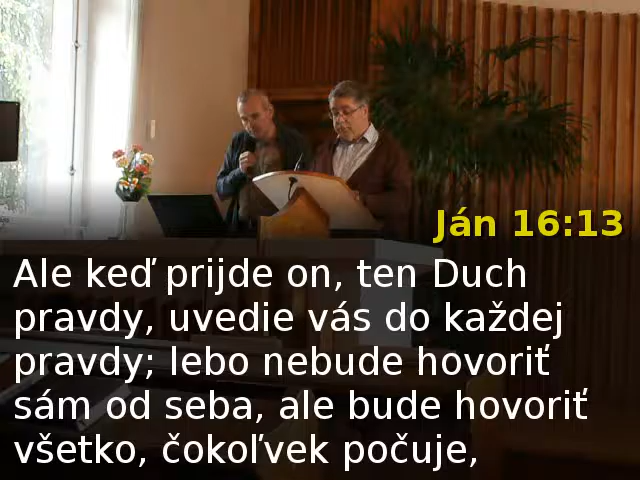 Ján 16:13
Ale keď prijde on, ten Duch
pravdy, uvedie vás do každej
pravdy; lebo nebude hovoriť
sám od seba, ale bude hovoriť
všetko, čokoľvek počuje,